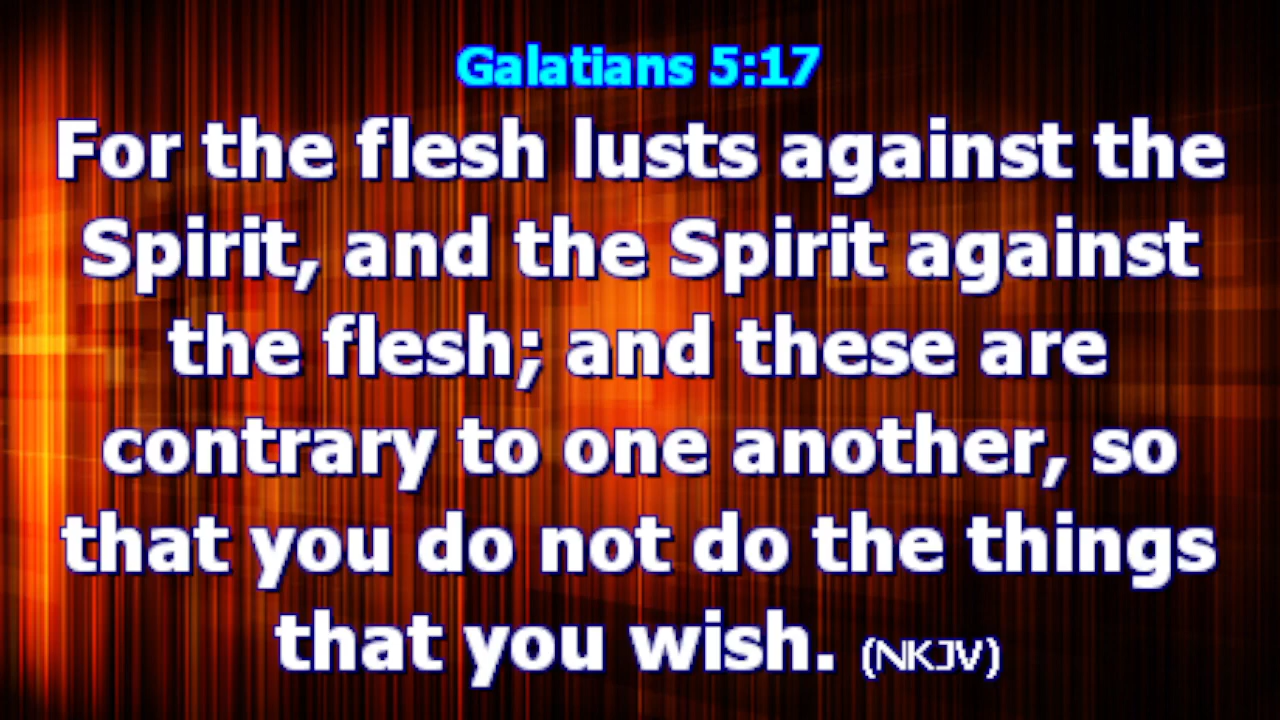 Galatians 5:17
For the flesh lusts against the
Spirit, and the Spirit against
the flesh; and these are
contrary to one another, so
that you do not do the things
that you wish. (NKJV)